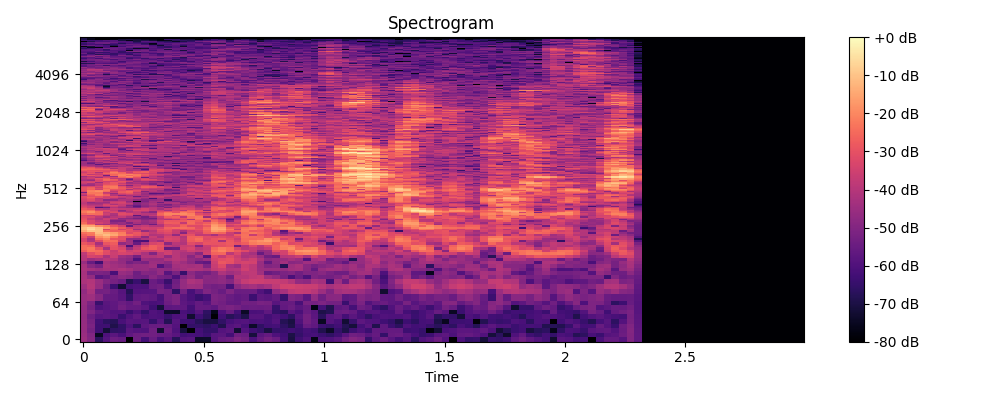 Spectrogram
4096
2048
1024
512
256
128
64
0
Hz
0
0.5
1
1.5
2
2.5
Time
+0 dB
-10 dB
-20 dB
-30 dB
-40 dB
-50 dB
-60 dB
-70 dB
-80 dB